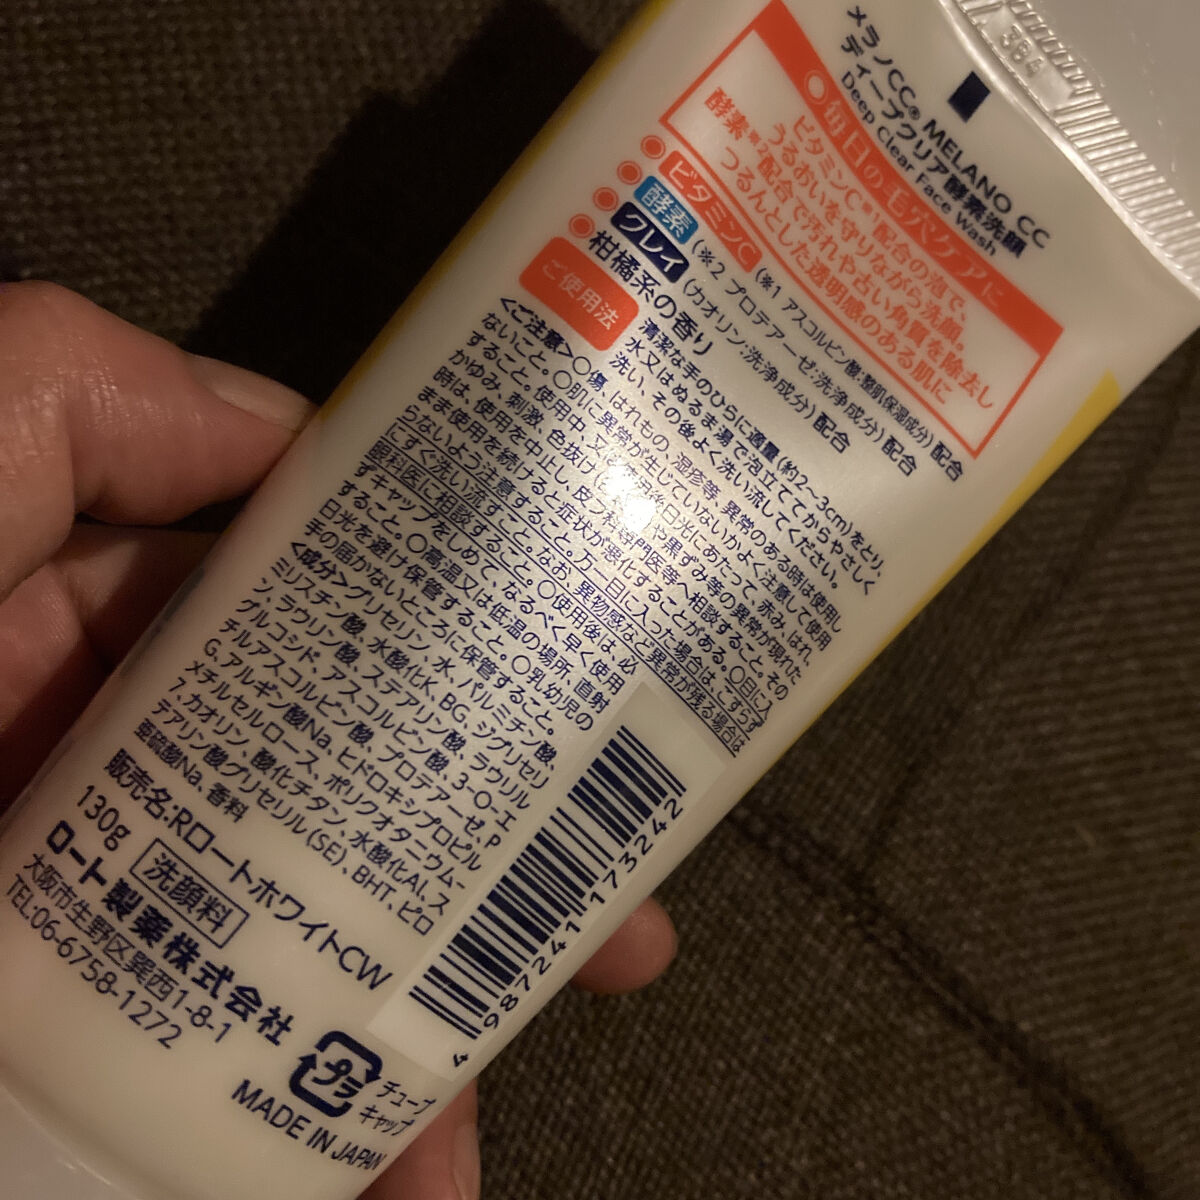 384
メラノCC® MELANO CC
ディープクリア酵素洗顔
Deep Clear Face Wash
毎日の毛穴ケアに
ビタミンC※1配合の泡で、
うるおいを守りながら洗顔。
酵素※2配合で汚れや古い角質を除去し
つるんとした透明感のある肌に
ビタミンC (※1 アスコルビン酸:整肌保湿成分) 配合
酵素 (※2 プロテアーゼ:洗浄成分) 配合
クレイ (カオリン:洗浄成分) 配合
柑橘系の香り
ご使用法
清潔な手のひらに適量(約2~3cm)をとり、
水又はぬるま湯で泡立ててからやさしく
洗い、その後よく洗い流してください。
<ご注意>〇傷、はれもの、湿疹等、異常のある時は使用し
ないこと。〇肌に異常が生じていないかよく注意して使用
すること。使用中、又は使用後日光にあたって、赤み、はれ、
かゆみ、刺激、色抜け(白斑等)や黒ずみ等の異常が現れた
時は、使用を中止し、皮フ科専門医等へ相談すること。その
まま使用を続けると症状が悪化することがある。〇目に入
らないよう注意すること。万一目に入った場合は、こすらず
にすぐ洗い流すこと。なお、異物感など異常が残る場合は
眼科医に相談すること。〇使用後は、必
ずキャップをしめて、なるべく早く使用
すること。〇高温又は低温の場所、直射
日光を避け保管すること。〇乳幼児の
手の届かないところに保管すること。
<成分>グリセリン、水、パルミチン酸、
ミリスチン酸、水酸化K、BG、ジグリセリ
ン、ラウリン酸、ステアリン酸、ラウリル
グルコシド、アスコルビン酸、3-O-エ
チルアスコルビン酸、プロテアーゼ、P
G、アルギン酸Na、ヒドロキシプロピル
メチルセルロース、ポリクオタニウム-
7、カオリン、酸化チタン、水酸化Al、ス
テアリン酸グリセリル(SE)、BHT、ピロ
亜硫酸Na、香料
販売名:RロートホワイトCW
130g 洗顔料
ロート製薬株式会社
大阪市生野区巽西1-8-1
TEL:06-6758-1272
4 987241 173242
プラ
チューブ
キャップ
MADE IN JAPAN